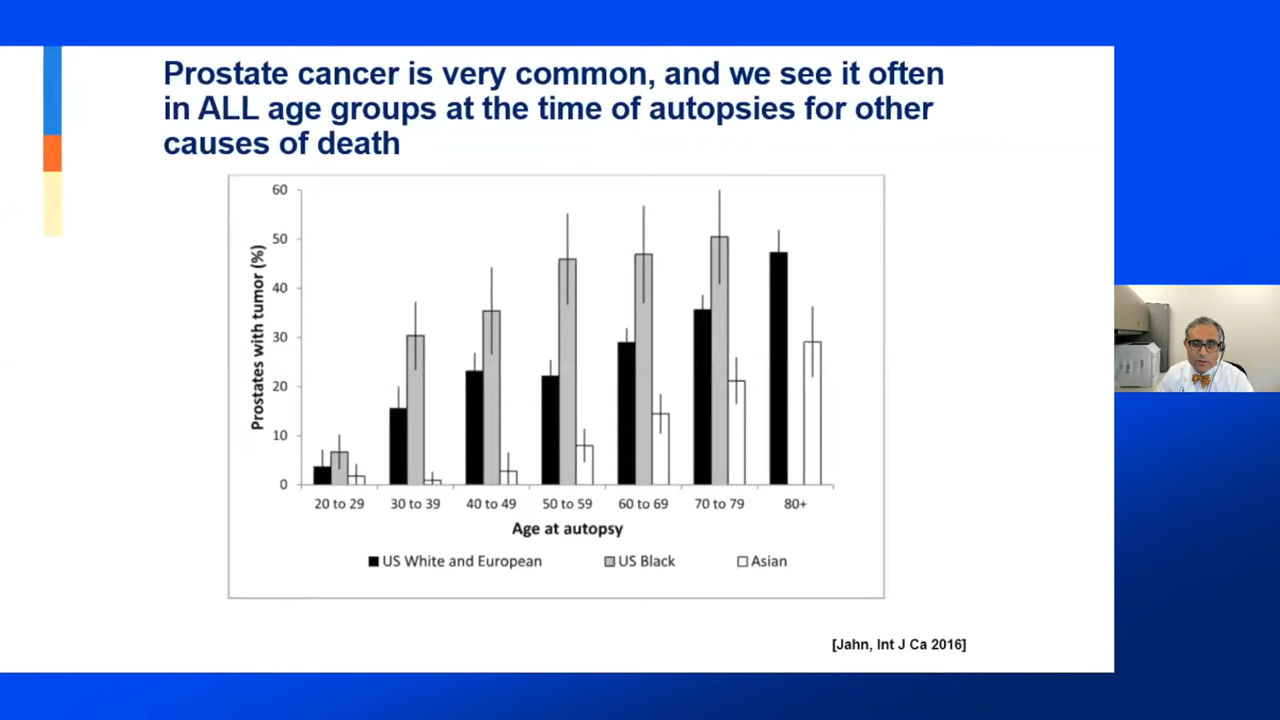 Prostate cancer is very common, and we see it often
in ALL age groups at the time of autopsies for other
causes of death
60
50
40
30
20
10
0
Prostates with tumor (%)
20 to 29 30 to 39 40 to 49 50 to 59 60 to 69 70 to 79 80+
Age at autopsy
US White and European US Black Asian
[Jahn, Int J Ca 2016]